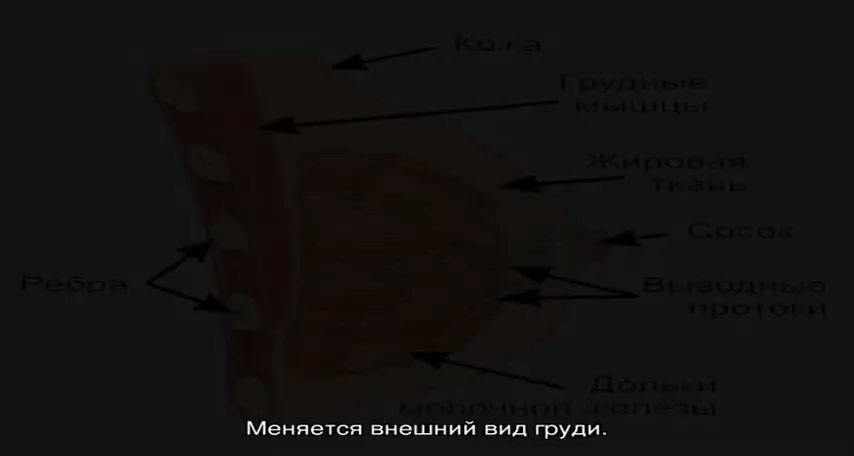 Кожа
Грудные
мышцы
Жировая
ткань
Сосок
Ребра
Выводные
протоки
Дольки
молочной железы
Меняется внешний вид груди.